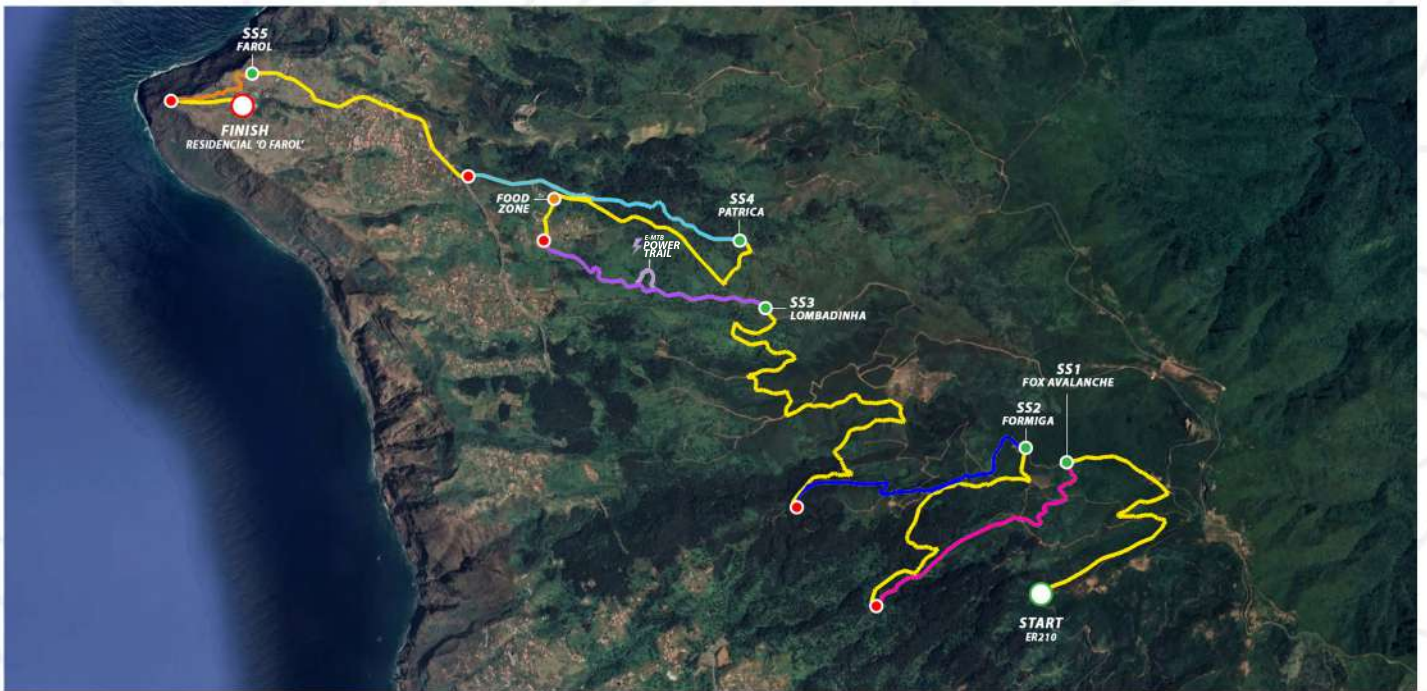 SS5
FAROL
FINISH
RESIDENCIAL 'O FAROL'
FOOD
ZONE
SS4
PATRICA
E-MTB
POWER
TRAIL
SS3
LOMBADINHA
SS1
FOX AVALANCHE
SS2
FORMIGA
START
ER210